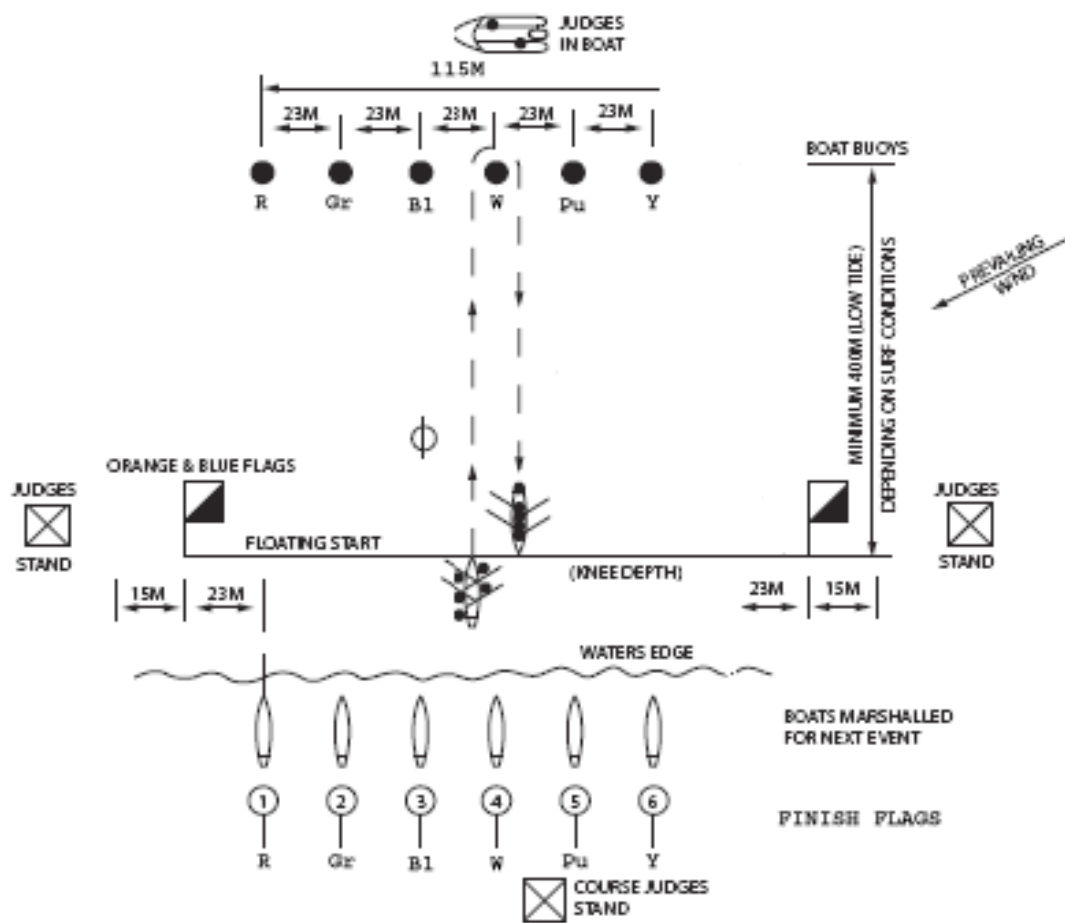 JUDGES
IN BOAT
115M
23M 23M 23M 23M 23M
BOAT BUOYS
R Gr Bl W Pu Y
PREVAILING
WIND
MINIMUM 400M (LOW TIDE)
DEPENDING ON SURF CONDITIONS
ORANGE & BLUE FLAGS
JUDGES
STAND
JUDGES
STAND
FLOATING START
(KNEE DEPTH)
15M 23M
23M 15M
WATERS EDGE
BOATS MARSHALLED
FOR NEXT EVENT
1 2 3 4 5 6
FINISH FLAGS
R Gr Bl W Pu Y
COURSE JUDGES
STAND